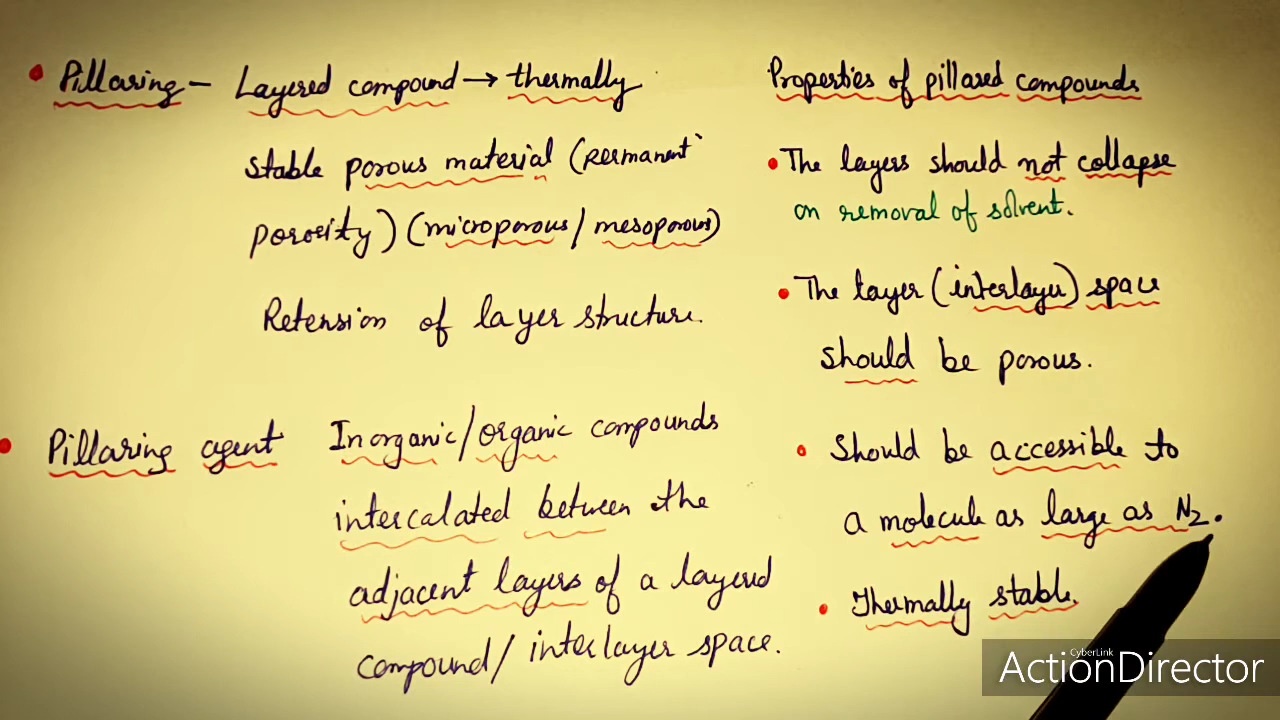 Pillaring - Layered compound → thermally
stable porous material (permanent
porosity) (microporous/mesoporous)
Retension of layer structure.
Pillaring agent Inorganic/organic compounds
intercalated between the
adjacent layers of a layered
compound/interlayer space.
Properties of pillared compounds
• The layers should not collapse
on removal of solvent.
• The layer (interlayer) space
should be porous.
• Should be accessible to
a molecule as large as N2.
• Thermally stable.
CyberLink
ActionDirector